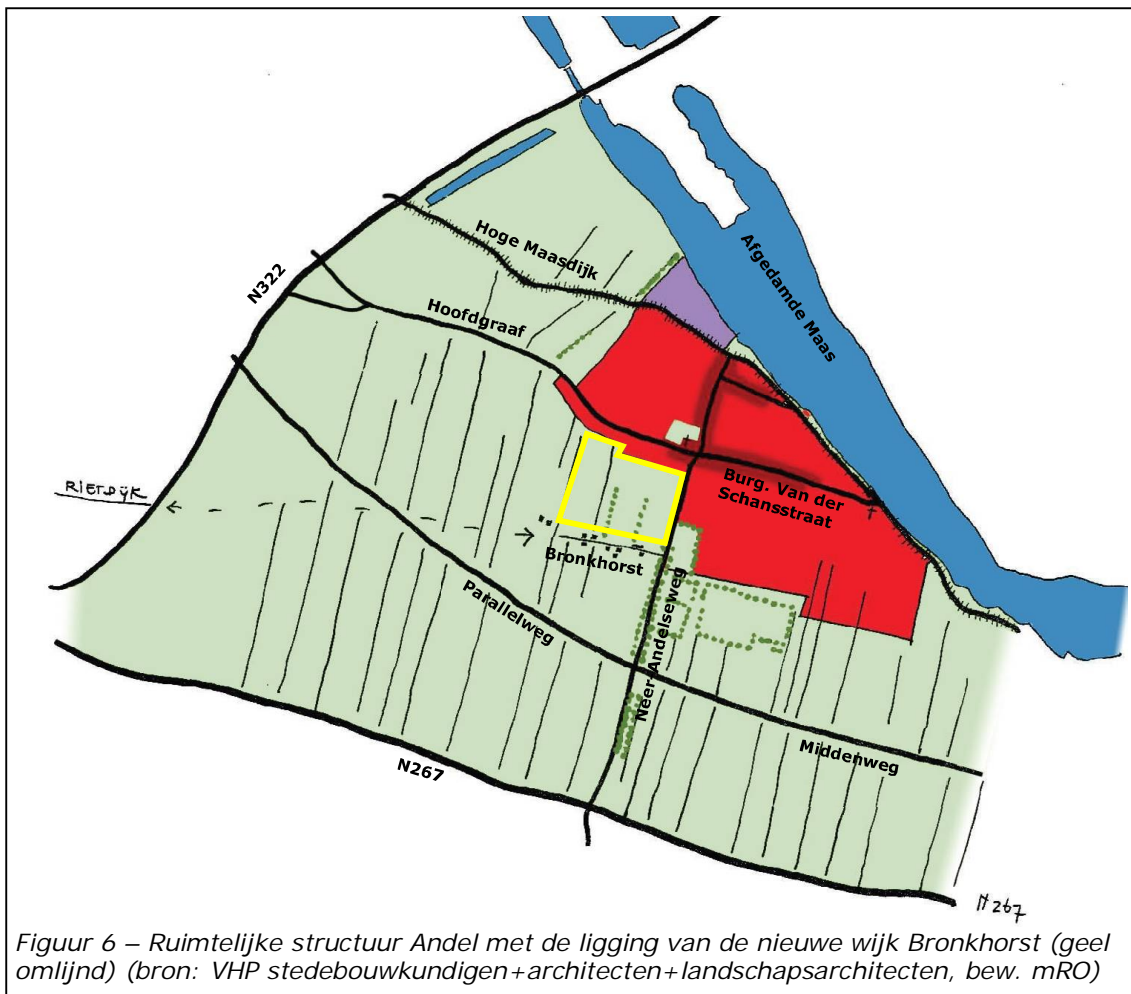 Hoge Maasdijk
N322
Hoofdgraaf
Afgedamde Maas
RIETDIJK
Burg. Van der
Schansstraat
Bronkhorst
Parallelweg
Neer-Andelseweg
Middenweg
N267
N267
Figuur 6 – Ruimtelijke structuur Andel met de ligging van de nieuwe wijk Bronkhorst (geel
omlijnd) (bron: VHP stedebouwkundigen+architecten+landschapsarchitecten, bew. mRO)